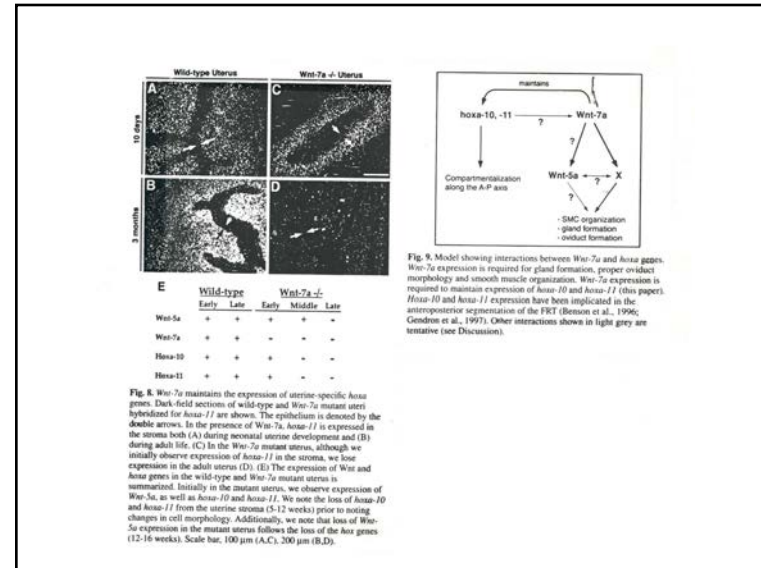 Wild-type Uterus
Wnt-7a -/- Uterus
10 days
3 months
A
C
B
D
E
Wild-type
Wnt-7a -/-
Early Late Early Middle Late
Wnt-5a + + + + -
Wnt-7a + + - - -
Hoxa-10 + + + - -
Hoxa-11 + + + - -
Fig. 8. Wnt-7a maintains the expression of uterine-specific hoxa
genes. Dark-field sections of wild-type and Wnt-7a mutant uteri
hybridized for hoxa-11 are shown. The epithelium is denoted by the
double arrows. In the presence of Wnt-7a, hoxa-11 is expressed in
the stroma both (A) during neonatal uterine development and (B)
during adult life. (C) In the Wnt-7a mutant uterus, although we
initially observe expression of hoxa-11 in the stroma, we lose
expression in the adult uterus (D). (E) The expression of Wnt and
hoxa genes in the wild-type and Wnt-7a mutant uterus is
summarized. Initially in the mutant uterus, we observe expression of
Wnt-5a, as well as hoxa-10 and hoxa-11. We note the loss of hoxa-10
and hoxa-11 from the uterine stroma (5-12 weeks) prior to noting
changes in cell morphology. Additionally, we note that loss of Wnt-
5a expression in the mutant uterus follows the loss of the hox genes
(12-16 weeks). Scale bar, 100 μm (A,C), 200 μm (B,D).
maintains
hoxa-10, -11
?
Wnt-7a
?
Compartmentalization
along the A-P axis
Wnt-5a
?
X
?
- SMC organization
- gland formation
- oviduct formation
Fig. 9. Model showing interactions between Wnt-7a and hoxa genes.
Wnt-7a expression is required for gland formation, proper oviduct
morphology and smooth muscle organization. Wnt-7a expression is
required to maintain expression of hoxa-10 and hoxa-11 (this paper).
Hoxa-10 and hoxa-11 expression have been implicated in the
anteroposterior segmentation of the FRT (Benson et al., 1996;
Gendron et al., 1997). Other interactions shown in light grey are
tentative (see Discussion).